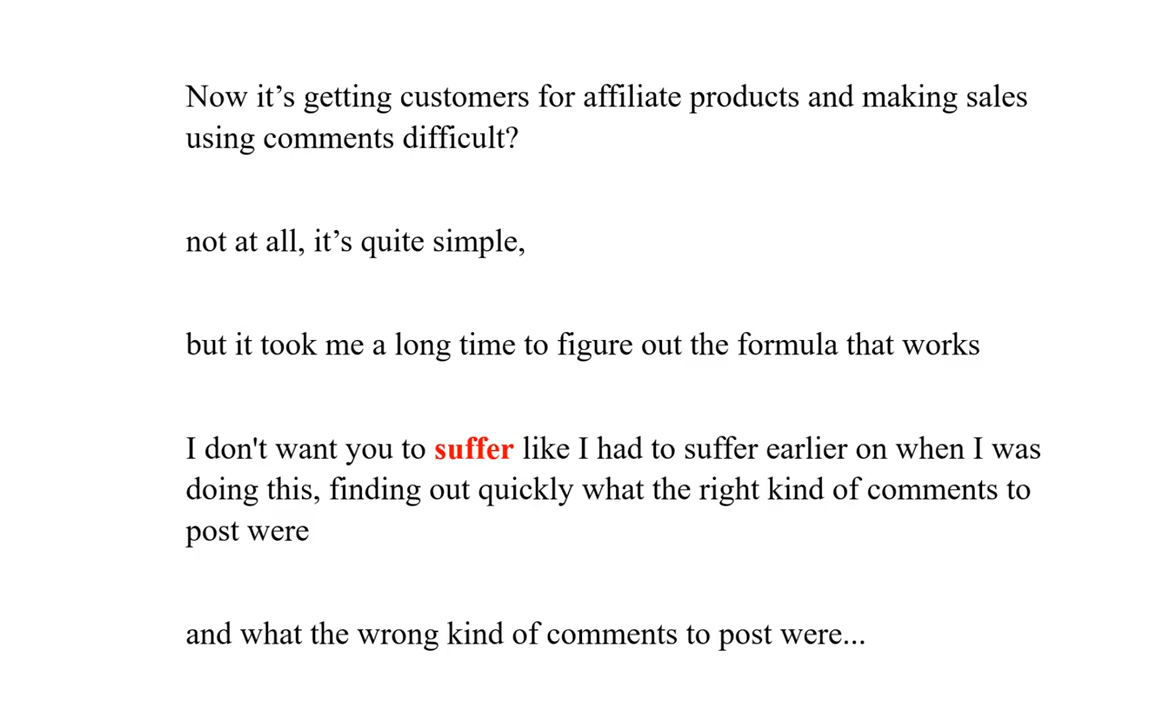 Now it’s getting customers for affiliate products and making sales
using comments difficult?
not at all, it’s quite simple,
but it took me a long time to figure out the formula that works
I don't want you to suffer like I had to suffer earlier on when I was
doing this, finding out quickly what the right kind of comments to
post were
and what the wrong kind of comments to post were...